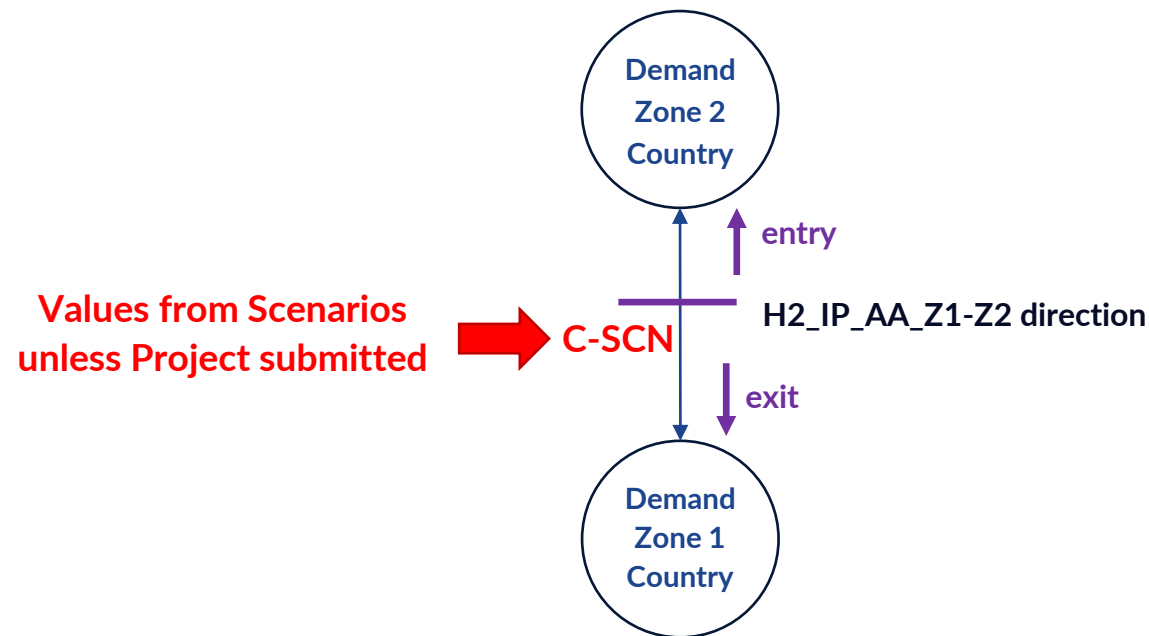 Demand
Zone 2
Country
entry
Values from Scenarios
unless Project submitted
C-SCN
H2_IP_AA_Z1-Z2 direction
exit
Demand
Zone 1
Country